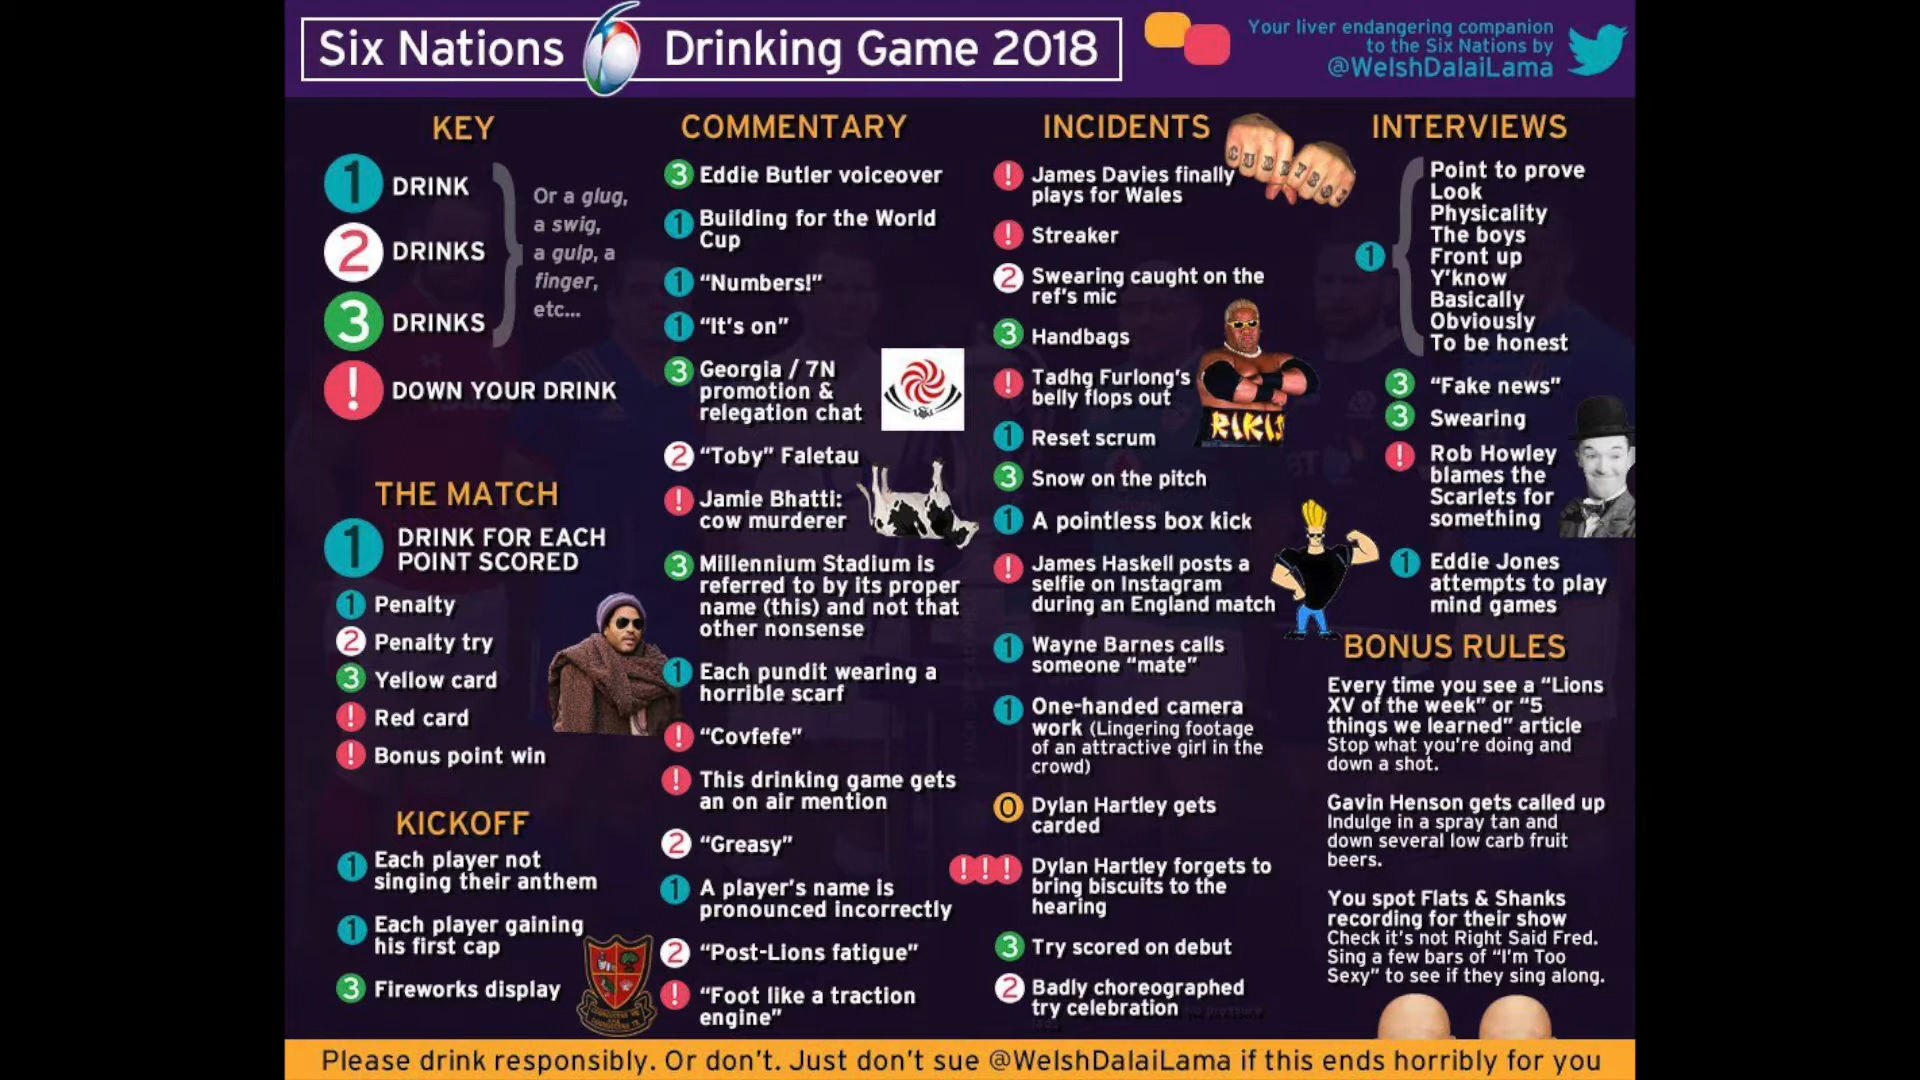 Six Nations Drinking Game 2018
Your liver endangering companion
to the Six Nations by
@WelshDalaiLama
KEY
1 DRINK
2 DRINKS
3 DRINKS
! DOWN YOUR DRINK
Or a glug,
a swig,
a gulp, a
finger,
etc...
THE MATCH
1 DRINK FOR EACH
POINT SCORED
1 Penalty
2 Penalty try
3 Yellow card
! Red card
! Bonus point win
KICKOFF
1 Each player not
singing their anthem
1 Each player gaining
his first cap
3 Fireworks display
COMMENTARY
3 Eddie Butler voiceover
1 Building for the World
Cup
1 “Numbers!”
1 “It's on”
3 Georgia / 7N
promotion &
relegation chat
2 “Toby” Faletau
! Jamie Bhatti:
cow murderer
3 Millennium Stadium is
referred to by its proper
name (this) and not that
other nonsense
1 Each pundit wearing a
horrible scarf
! “Covfefe”
! This drinking game gets
an on air mention
2 “Greasy”
1 A player's name is
pronounced incorrectly
2 “Post-Lions fatigue”
! “Foot like a traction
engine”
INCIDENTS
! James Davies finally
plays for Wales
! Streaker
2 Swearing caught on the
ref's mic
3 Handbags
! Tadhg Furlong's
belly flops out
RIKIS
1 Reset scrum
3 Snow on the pitch
1 A pointless box kick
! James Haskell posts a
selfie on Instagram
during an England match
1 Wayne Barnes calls
someone “mate”
1 One-handed camera
work (Lingering footage
of an attractive girl in the
crowd)
0 Dylan Hartley gets
carded
!!! Dylan Hartley forgets to
bring biscuits to the
hearing
3 Try scored on debut
2 Badly choreographed
try celebration
INTERVIEWS
1
Point to prove
Look
Physicality
The boys
Front up
Y'know
Basically
Obviously
To be honest
3 “Fake news”
3 Swearing
! Rob Howley
blames the
Scarlets for
something
1 Eddie Jones
attempts to play
mind games
BONUS RULES
Every time you see a “Lions
XV of the week” or “5
things we learned” article
Stop what you're doing and
down a shot.
Gavin Henson gets called up
Indulge in a spray tan and
down several low carb fruit
beers.
You spot Flats & Shanks
recording for their show
Check it's not Right Said Fred.
Sing a few bars of “I'm Too
Sexy” to see if they sing along.
Please drink responsibly. Or don't. Just don't sue @WelshDalaiLama if this ends horribly for you